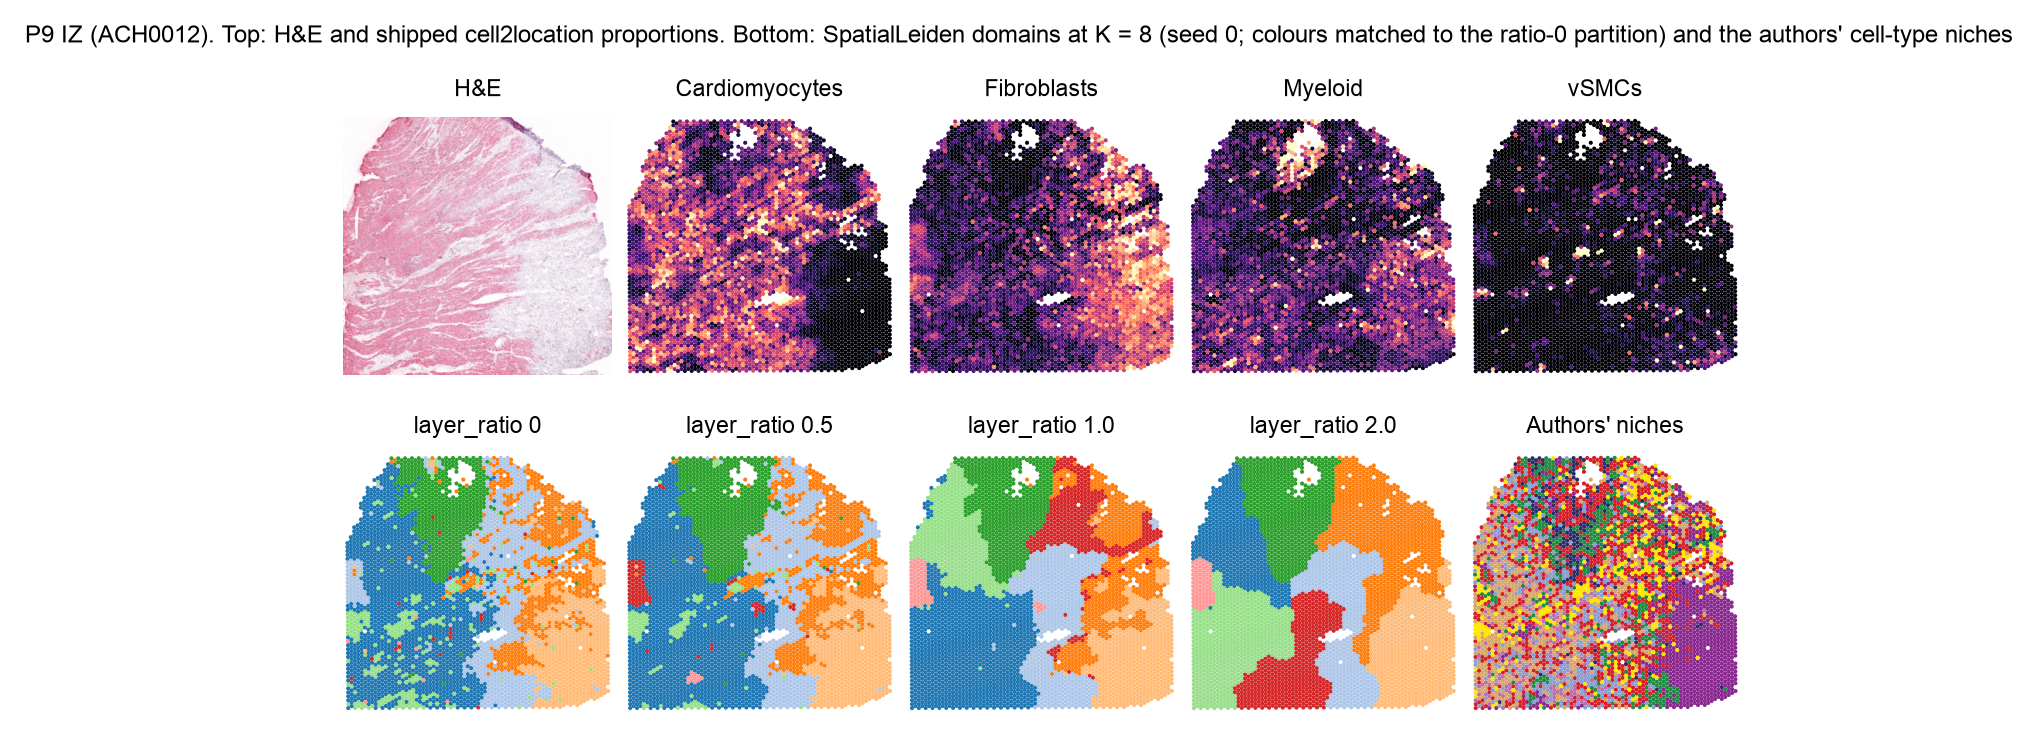 P9 IZ (ACH0012). Top: H&E and shipped cell2location proportions. Bottom: SpatialLeiden domains at K = 8 (seed 0; colours matched to the ratio-0 partition) and the authors' cell-type niches
H&E
Cardiomyocytes
Fibroblasts
Myeloid
vSMCs
layer_ratio 0
layer_ratio 0.5
layer_ratio 1.0
layer_ratio 2.0
Authors' niches